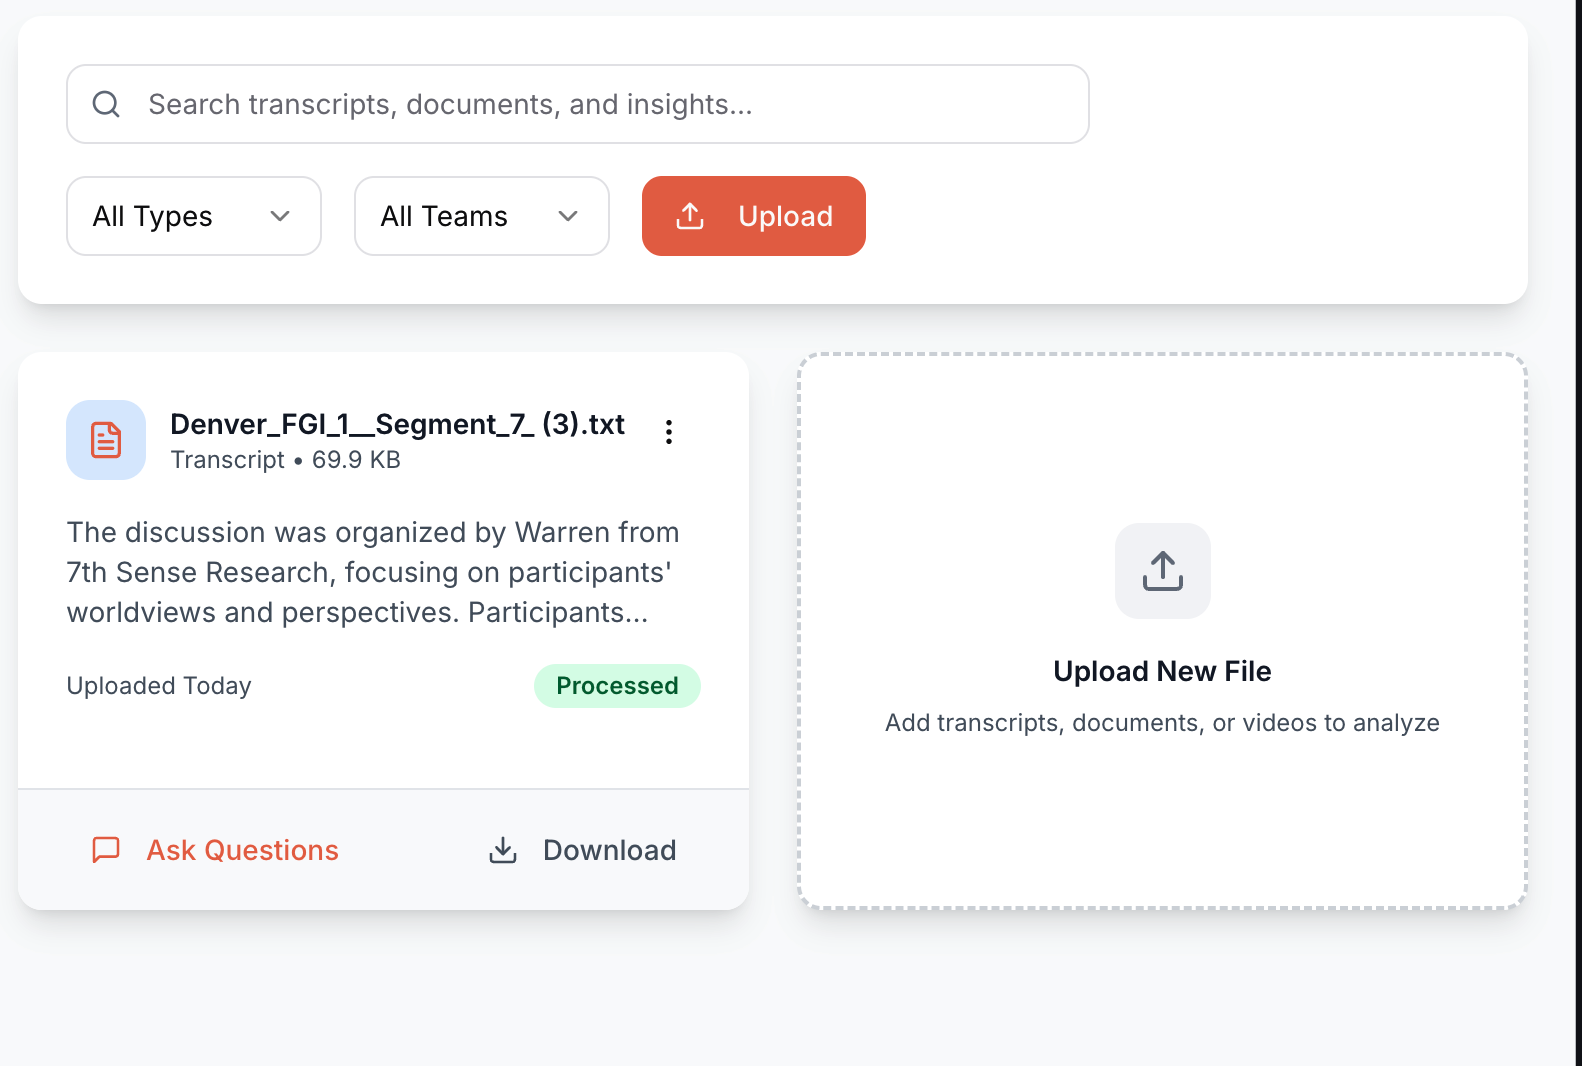 Search transcripts, documents, and insights...
All Types
All Teams
Upload
Denver_FGI_1__Segment_7_ (3).txt
Transcript • 69.9 KB
The discussion was organized by Warren from
7th Sense Research, focusing on participants'
worldviews and perspectives. Participants...
Uploaded Today
Processed
Ask Questions
Download
Upload New File
Add transcripts, documents, or videos to analyze